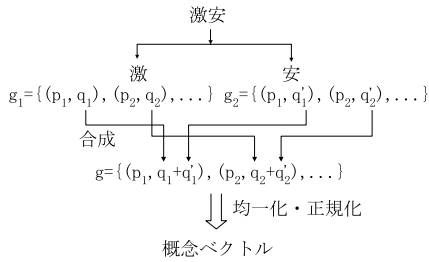 激安
激 安
g₁={(p₁, q₁), (p₂, q₂), ...} g₂={(p₁, q'₁), (p₂, q'₂), ...}
合成
g={(p₁, q₁+q'₁), (p₂, q₂+q'₂), ...}
均一化・正規化
概念ベクトル